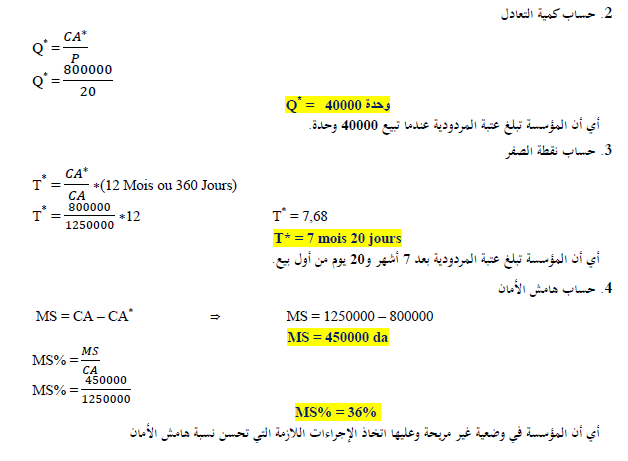 2. حساب كمية التعادل
Q* = CA*/P
Q* = 800000/20
Q* = 40000 وحدة
أي أن المؤسسة تبلغ عتبة المردودية عندما تبيع 40000 وحدة.
3. حساب نقطة الصفر
T* = CA*/CA *(12 Mois ou 360 Jours)
T* = 800000/1250000 *12 T* = 7,68
T* = 7 mois 20 jours
أي أن المؤسسة تبلغ عتبة المردودية بعد 7 أشهر و20 يوم من أول بيع.
4. حساب هامش الأمان
MS = CA – CA* ⇒ MS = 1250000 – 800000
MS = 450000 da
MS% = MS/CA
MS% = 450000/1250000
MS% = 36%
أي أن المؤسسة في وضعية غير مريحة وعليها اتخاذ الإجراءات اللازمة التي تحسن نسبة هامش الأمان